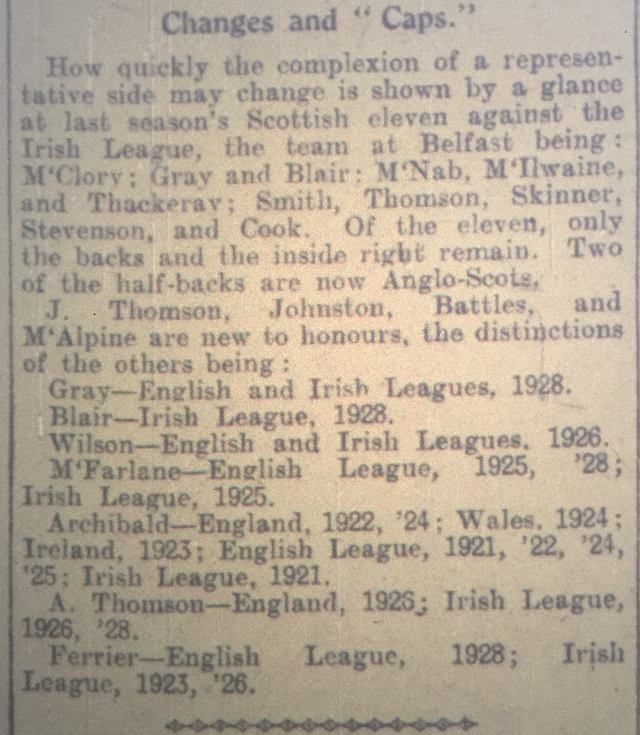 Changes and “ Caps.”
How quickly the complexion of a represen-
tative side may change is shown by a glance
at last season’s Scottish eleven against the
Irish League, the team at Belfast being :
M‘Clory; Gray and Blair; M‘Nab, M‘Ilwaine,
and Thackeray; Smith, Thomson, Skinner,
Stevenson, and Cook. Of the eleven, only
the backs and the inside right remain. Two
of the half-backs are now Anglo-Scots.
J. Thomson, Johnston, Battles, and
M‘Alpine are new to honours, the distinctions
of the others being :
Gray—English and Irish Leagues, 1928.
Blair—Irish League, 1928.
Wilson—English and Irish Leagues, 1926.
M‘Farlane—English League, 1925, ’28;
Irish League, 1925.
Archibald—England, 1922, ’24; Wales, 1924;
Ireland, 1923; English League, 1921, ’22, ’24,
’25; Irish League, 1921.
A. Thomson—England, 1926; Irish League,
1926, ’28.
Ferrier—English League, 1928; Irish
League, 1923, ’26.